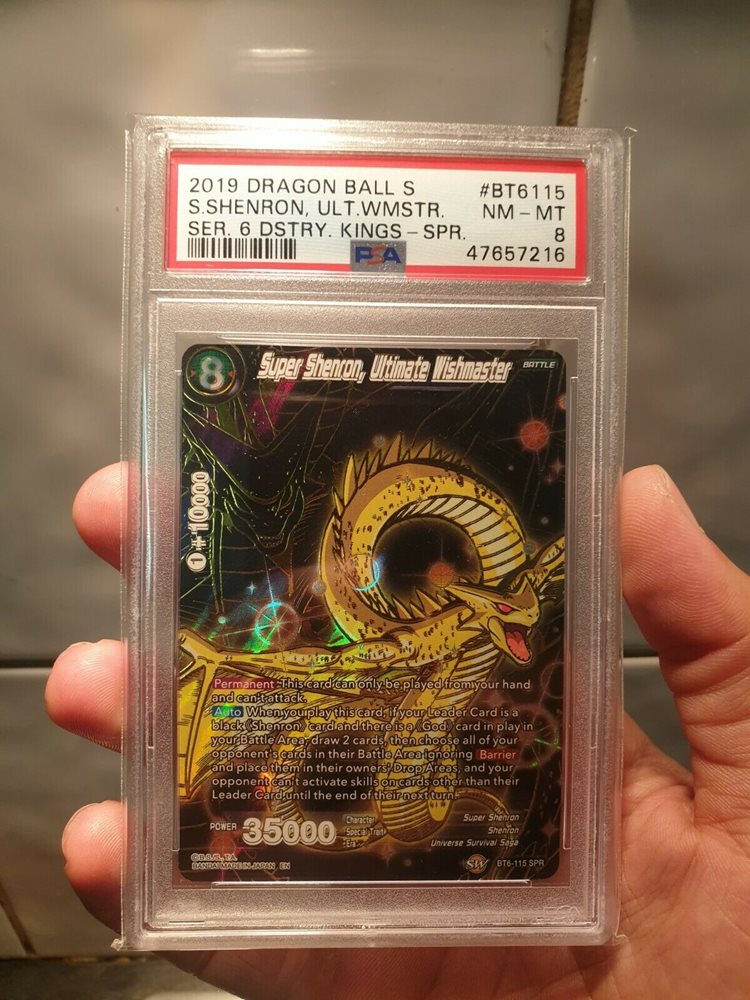 2019 DRAGON BALL S #BT6115
S.SHENRON, ULT.WMSTR. NM-MT
SER. 6 DSTRY. KINGS-SPR. 8
PSA 47657216
8 Super Shenron, Ultimate Wishmaster BATTLE
1 +10000
Permanent This card can only be played from your hand
and can't attack.
Auto When you play this card, if your Leader Card is a
black ‹Shenron› card and there is a «God» card in play in
your Battle Area, draw 2 cards, then choose all of your
opponent's cards in their Battle Area ignoring Barrier
and place them in their owners' Drop Areas, and your
opponent can't activate skills on cards other than their
Leader Card until the end of their next turn.
POWER 35000
Character Super Shenron
Special Trait Shenron
Era Universe Survival Saga
©B.S./S., T.A.
BANDAI MADE IN JAPAN EN
SW BT6-115 SPR